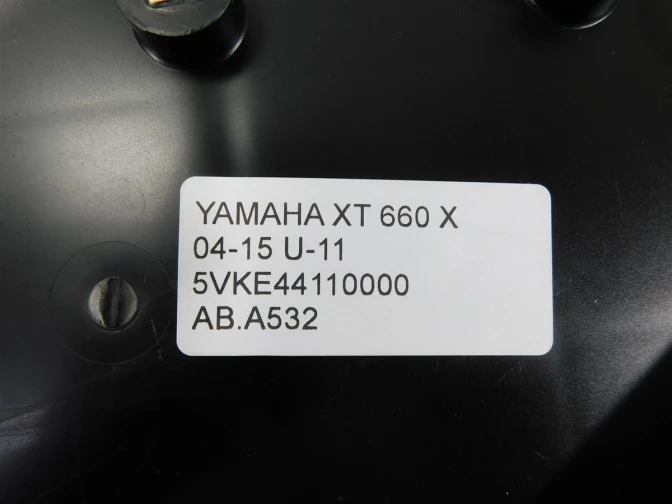 YAMAHA XT 660 X
04-15 U-11
5VKE44110000
AB.A532